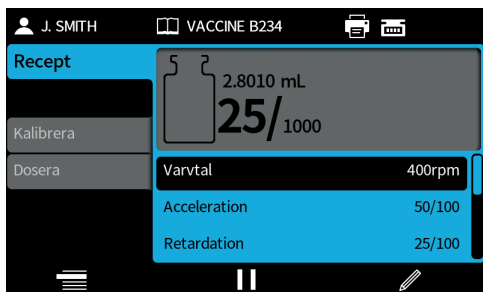 J. SMITH VACCINE B234
Recept
2.8010 mL
25/1000
Kalibrera
Dosera
Varvtal 400rpm
Acceleration 50/100
Retardation 25/100